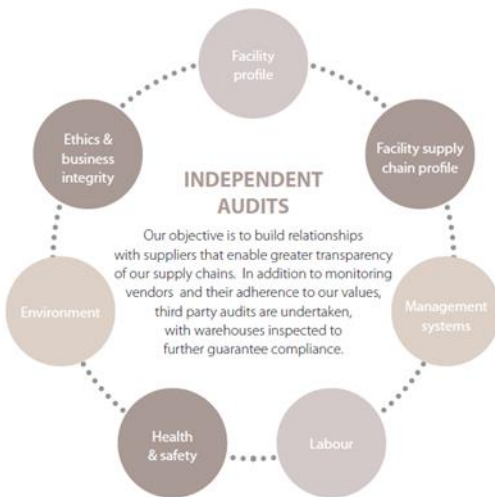 Facility
profile
Facility supply
chain profile
Management
systems
Labour
Health
& safety
Environment
Ethics &
business
integrity
INDEPENDENT
AUDITS
Our objective is to build relationships
with suppliers that enable greater transparency
of our supply chains. In addition to monitoring
vendors and their adherence to our values,
third party audits are undertaken,
with warehouses inspected to
further guarantee compliance.